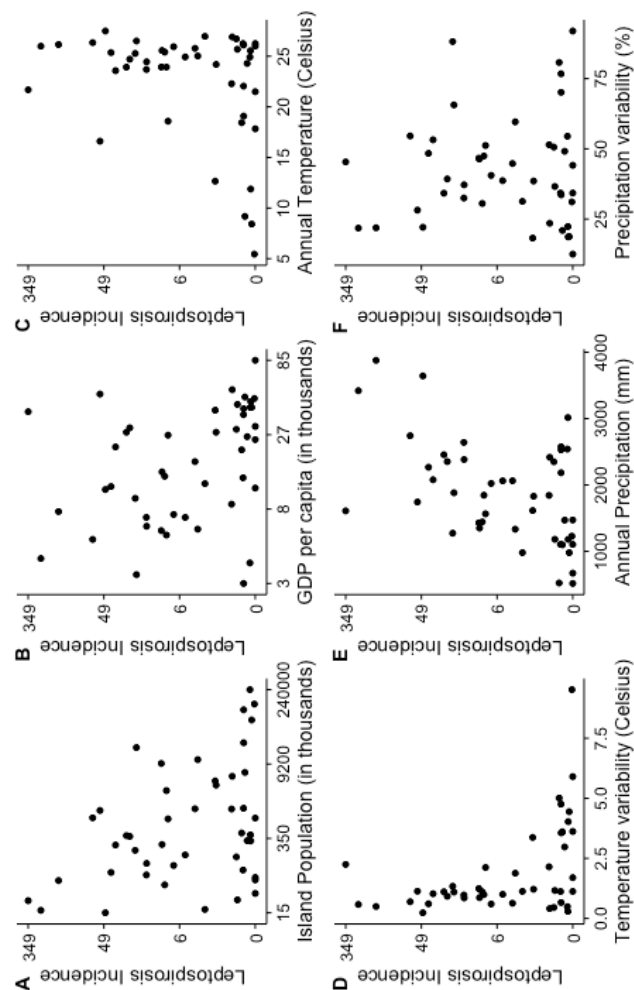 A
Leptospirosis Incidence
349
49
6
0
15 350 9200 240000
Island Population (in thousands)
B
Leptospirosis Incidence
349
49
6
0
3 8 27 85
GDP per capita (in thousands)
C
Leptospirosis Incidence
349
49
6
0
5 10 15 20 25
Annual Temperature (Celsius)
D
Leptospirosis Incidence
349
49
6
0
0.0 2.5 5.0 7.5
Temperature variability (Celsius)
E
Leptospirosis Incidence
349
49
6
0
1000 2000 3000 4000
Annual Precipitation (mm)
F
Leptospirosis Incidence
349
49
6
0
25 50 75
Precipitation variability (%)